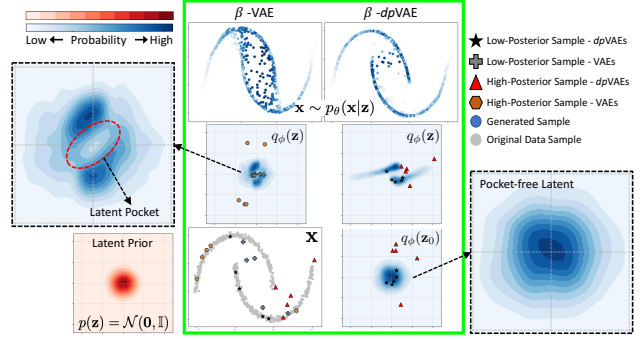 β -VAE
β -dpVAE
Low ← Probability → High
x ∼ pθ(x|z)
qϕ(z)
qϕ(z)
Latent Pocket
Latent Prior
p(z) = 𝒩(0, 𝕀)
x
qϕ(z0)
Low-Posterior Sample - dpVAEs
Low-Posterior Sample - VAEs
High-Posterior Sample - dpVAEs
High-Posterior Sample - VAEs
Generated Sample
Original Data Sample
Pocket-free Latent